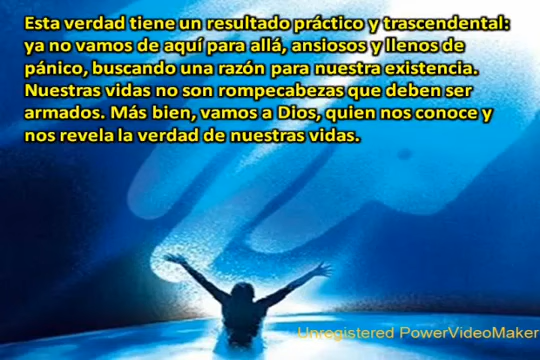 Esta verdad tiene un resultado práctico y trascendental:
ya no vamos de aquí para allá, ansiosos y llenos de
pánico, buscando una razón para nuestra existencia.
Nuestras vidas no son rompecabezas que deben ser
armados. Más bien, vamos a Dios, quien nos conoce y
nos revela la verdad de nuestras vidas.
Unregistered PowerVideoMaker